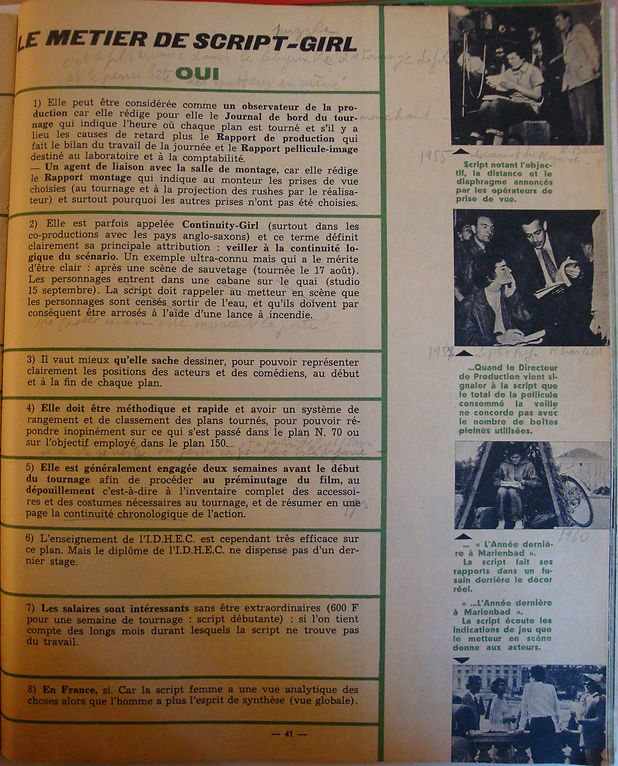 LE METIER DE SCRIPT-GIRL
OUI
1) Elle peut être considérée comme un observateur de la pro-
duction car elle rédige pour elle le Journal de bord du tour-
nage qui indique l'heure où chaque plan est tourné et s'il y a
lieu les causes de retard plus le Rapport de production qui
fait le bilan du travail de la journée et le Rapport pellicule-image
destiné au laboratoire et à la comptabilité.
— Un agent de liaison avec la salle de montage, car elle rédige
le Rapport montage qui indique au monteur les prises de vue
choisies (au tournage et à la projection des rushes par le réalisa-
teur) et surtout pourquoi les autres prises n'ont pas été choisies.
2) Elle est parfois appelée Continuity-Girl (surtout dans les
co-productions avec les pays anglo-saxons) et ce terme définit
clairement sa principale attribution : veiller à la continuité lo-
gique du scénario. Un exemple ultra-connu mais qui a le mérite
d'être clair : après une scène de sauvetage (tournée le 17 août).
Les personnages entrent dans une cabane sur le quai (studio
15 septembre). La script doit rappeler au metteur en scène que
les personnages sont censés sortir de l'eau, et qu'ils doivent par
conséquent être arrosés à l'aide d'une lance à incendie.
3) Il vaut mieux qu'elle sache dessiner, pour pouvoir représenter
clairement les positions des acteurs et des comédiens, au début
et à la fin de chaque plan.
4) Elle doit être méthodique et rapide et avoir un système de
rangement et de classement des plans tournés, pour pouvoir ré-
pondre inopinément sur ce qui s'est passé dans le plan N. 70 ou
sur l'objectif employé dans le plan 150.
5) Elle est généralement engagée deux semaines avant le début
du tournage afin de procéder au préminutage du film, au
dépouillement c'est-à-dire à l'inventaire complet des accessoi-
res et des costumes nécessaires au tournage, et de résumer en une
page la continuité chronologique de l'action.
6) L'enseignement de l'I.D.H.E.C. est cependant très efficace sur
ce plan. Mais le diplôme de l'I.D.H.E.C. ne dispense pas d'un der-
nier stage.
7) Les salaires sont intéressants sans être extraordinaires (600 F
pour une semaine de tournage : script débutante) : si l'on tient
compte des longs mois durant lesquels la script ne trouve pas
du travail.
8) En France, si. Car la script femme a une vue analytique des
choses alors que l'homme a plus l'esprit de synthèse (vue globale).
— 41 —
puzzle
mouchard
1955
Script notant l'objec-
tif, la distance et le
diaphragme annoncés
par les opérateurs de
prise de vue.
...Quand le Directeur
de Production vient si-
gnaler à la script que
le total de la pellicule
consommé la veille
ne concorde pas avec
le nombre de boîtes
pleines utilisées.
1960
... « L'Année derniè-
re à Marienbad ».
La script fait ses
rapports dans un fu-
sain derrière le décor
réel.
« ...L'Année dernière
à Marienbad ».
La script écoute les
indications de jeu que
le metteur en scène
donne aux acteurs.